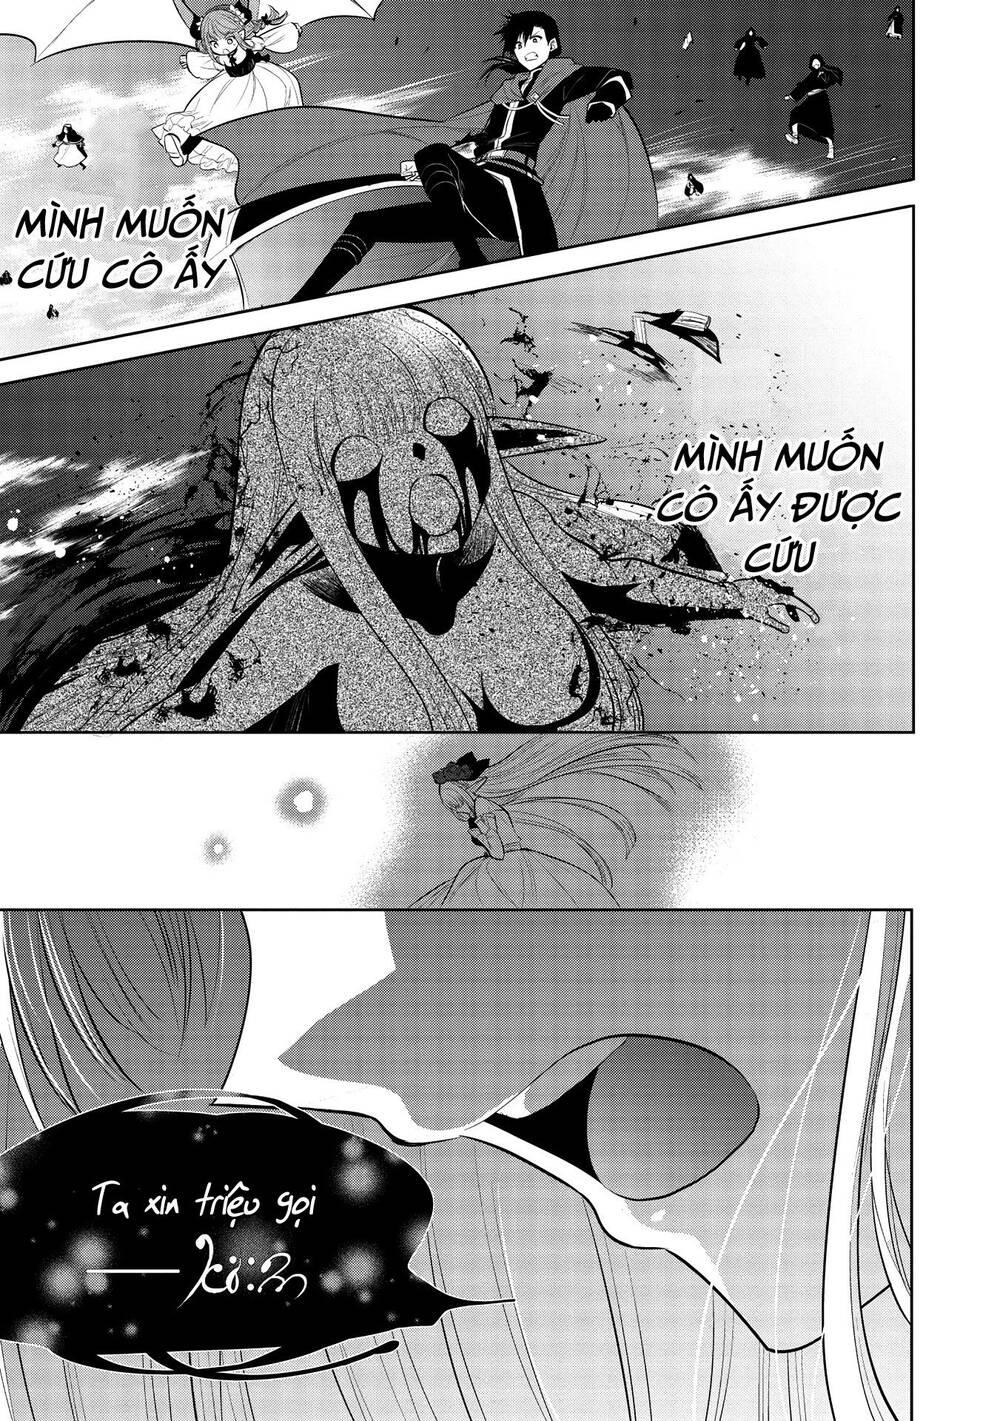 MÌNH MUỐN
CỨU CÔ ẤY
MÌNH MUỐN
CÔ ẤY ĐƯỢC
CỨU
Ta xin triệu gọi